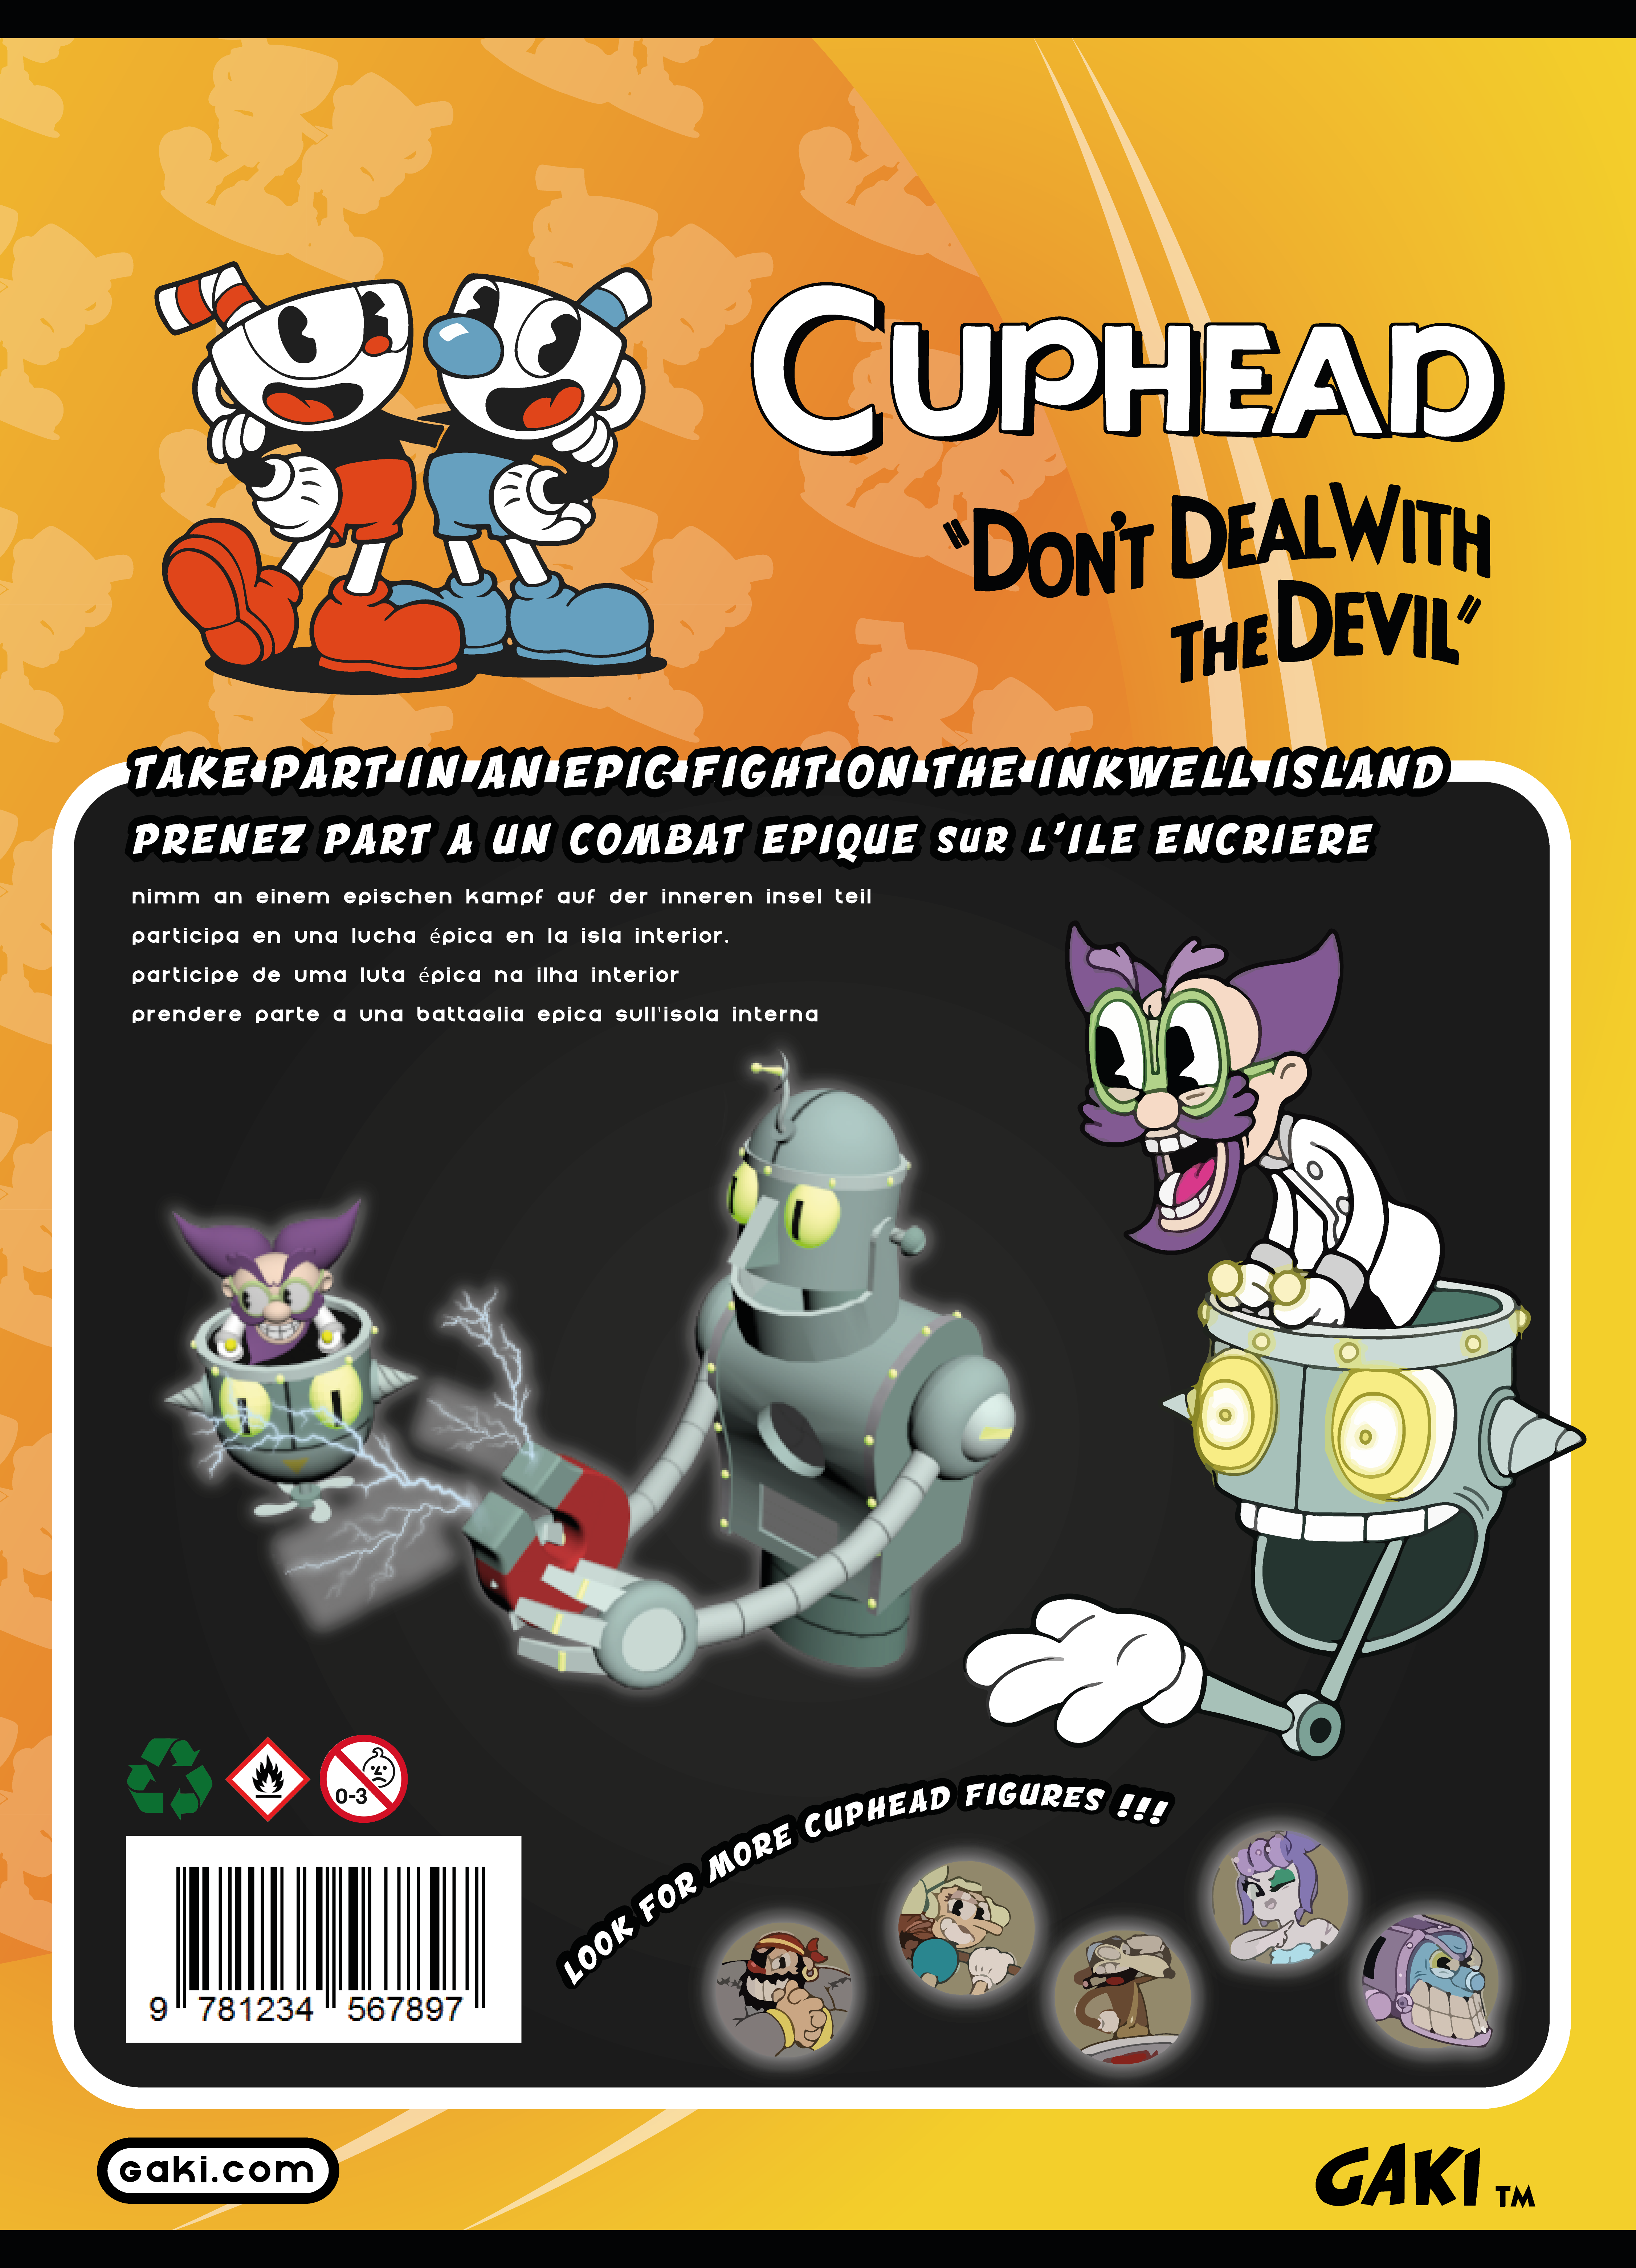 CUPHEAD
"DON'T DEAL WITH
THE DEVIL"
TAKE PART IN AN EPIC FIGHT ON THE INKWELL ISLAND
PRENEZ PART A UN COMBAT EPIQUE SUR L'ILE ENCRIERE
nimm an einem epischen kampf auf der inneren insel teil
participa en una lucha épica en la isla interior.
participe de uma luta épica na ilha interior
prendere parte a una battaglia epica sull'isola interna
0-3
LOOK FOR MORE CUPHEAD FIGURES !!!
9 781234 567897
Gaki.com
GAKI TM